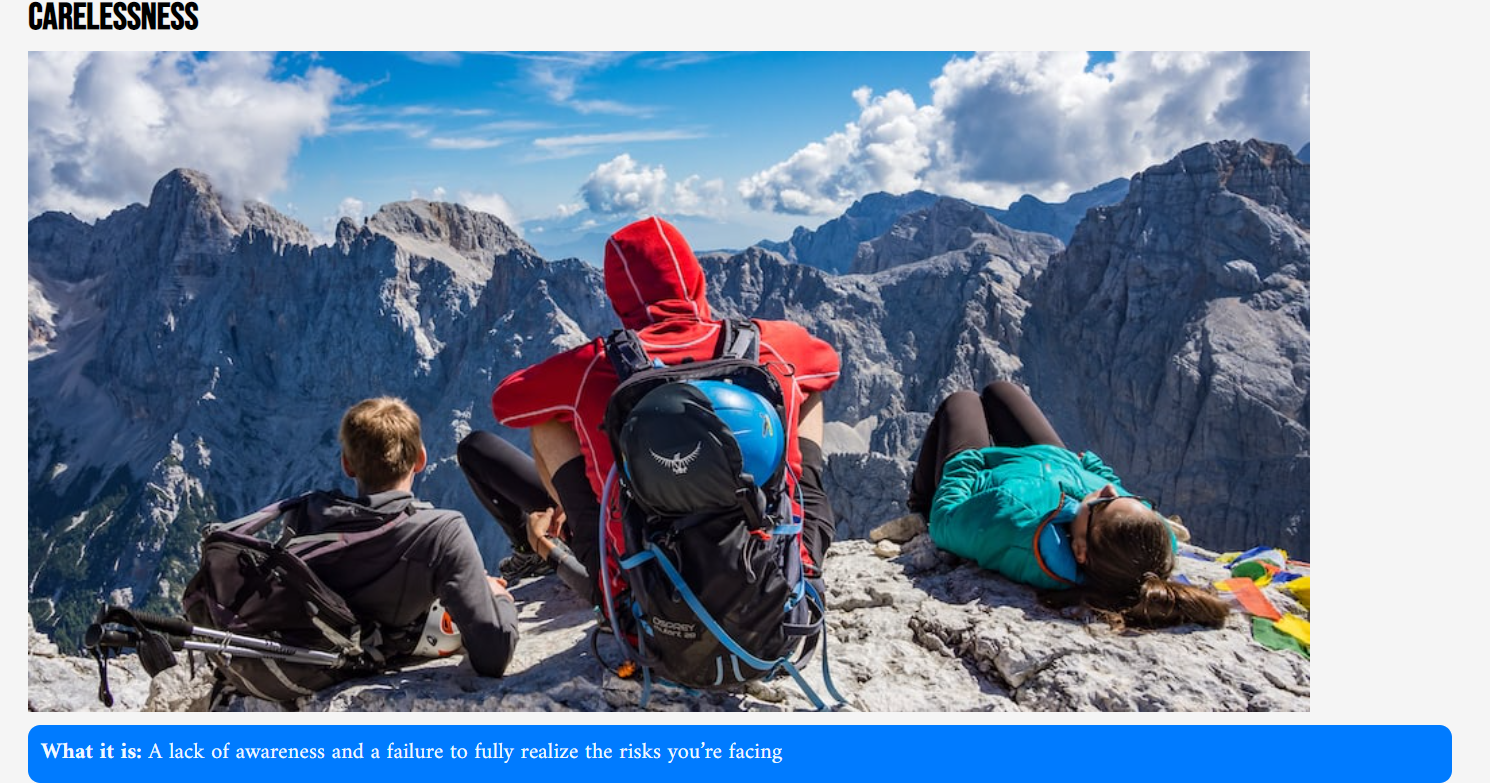 CARELESSNESS
OSPREY
What it is: A lack of awareness and a failure to fully realize the risks you’re facing